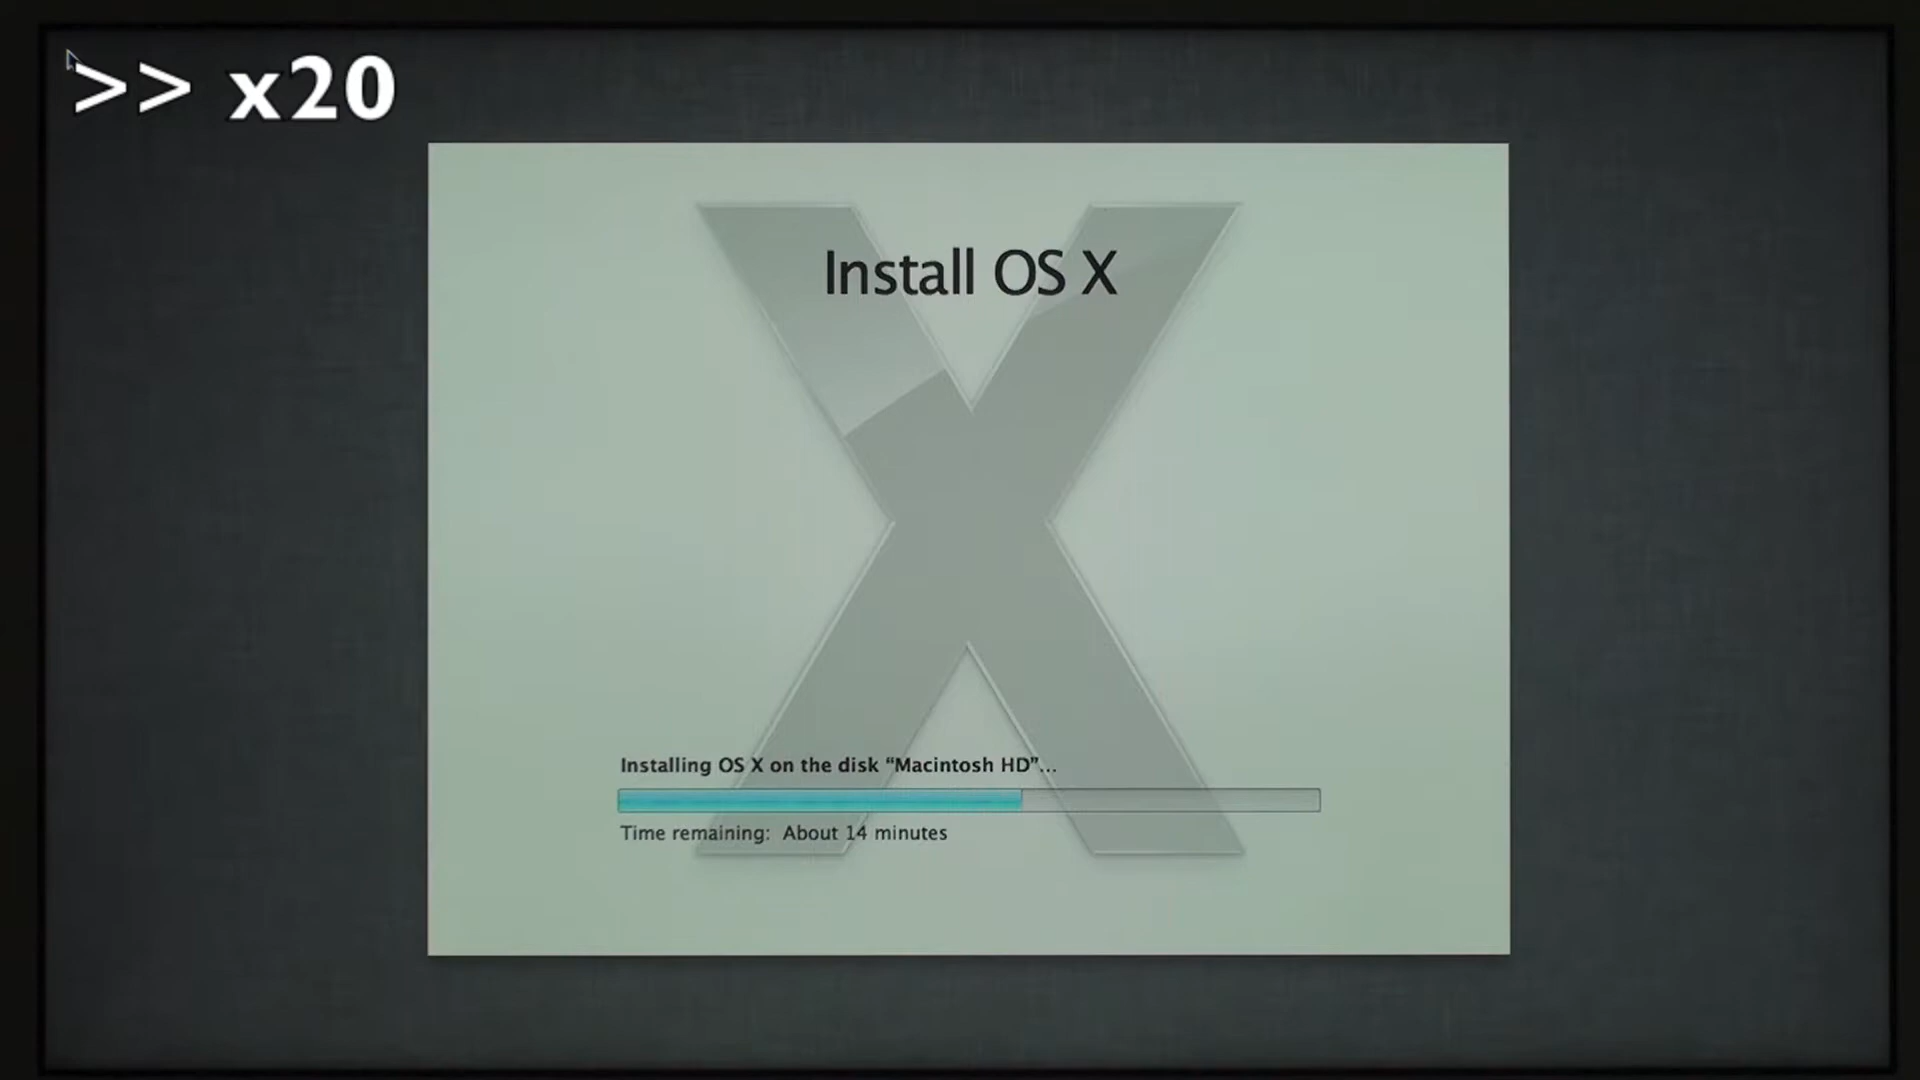 >> x20
Install OS X
Installing OS X on the disk “Macintosh HD”...
Time remaining: About 14 minutes